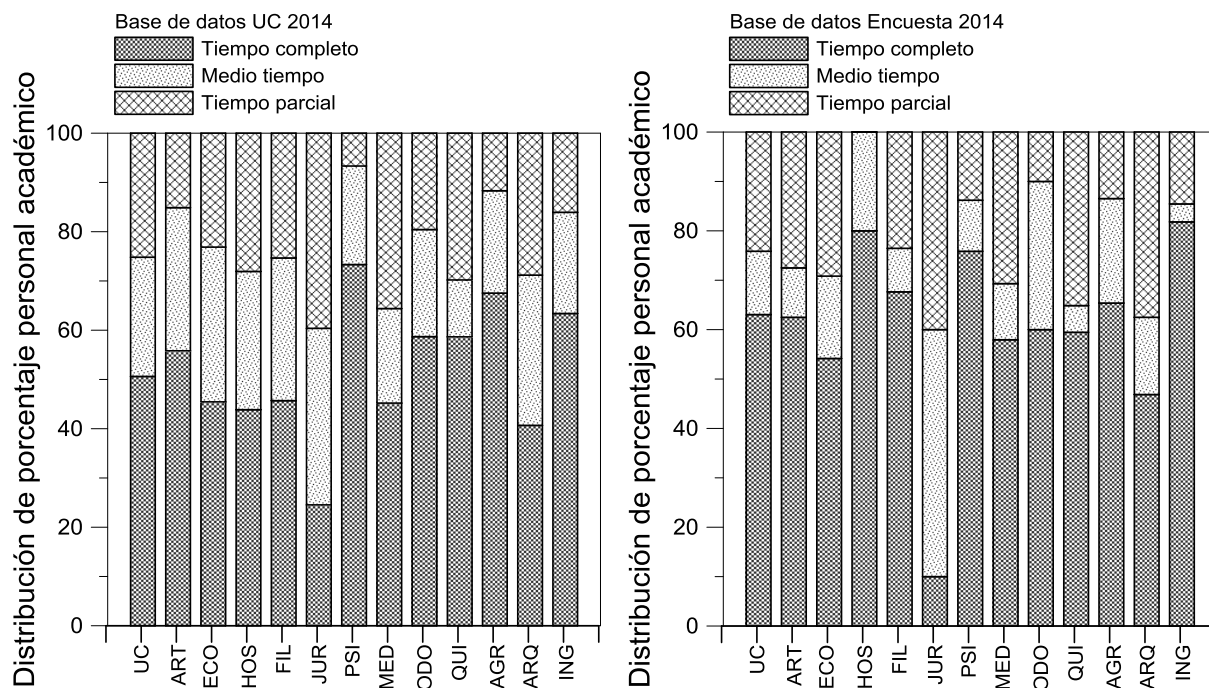 Base de datos UC 2014
Tiempo completo
Medio tiempo
Tiempo parcial
Distribución de porcentaje personal académico
100
80
60
40
20
0
UC
ART
ECO
HOS
FIL
JUR
PSI
MED
ODO
QUI
AGR
ARQ
ING
Base de datos Encuesta 2014
Tiempo completo
Medio tiempo
Tiempo parcial
Distribución de porcentaje personal académico
100
80
60
40
20
0
UC
ART
ECO
HOS
FIL
JUR
PSI
MED
ODO
QUI
AGR
ARQ
ING